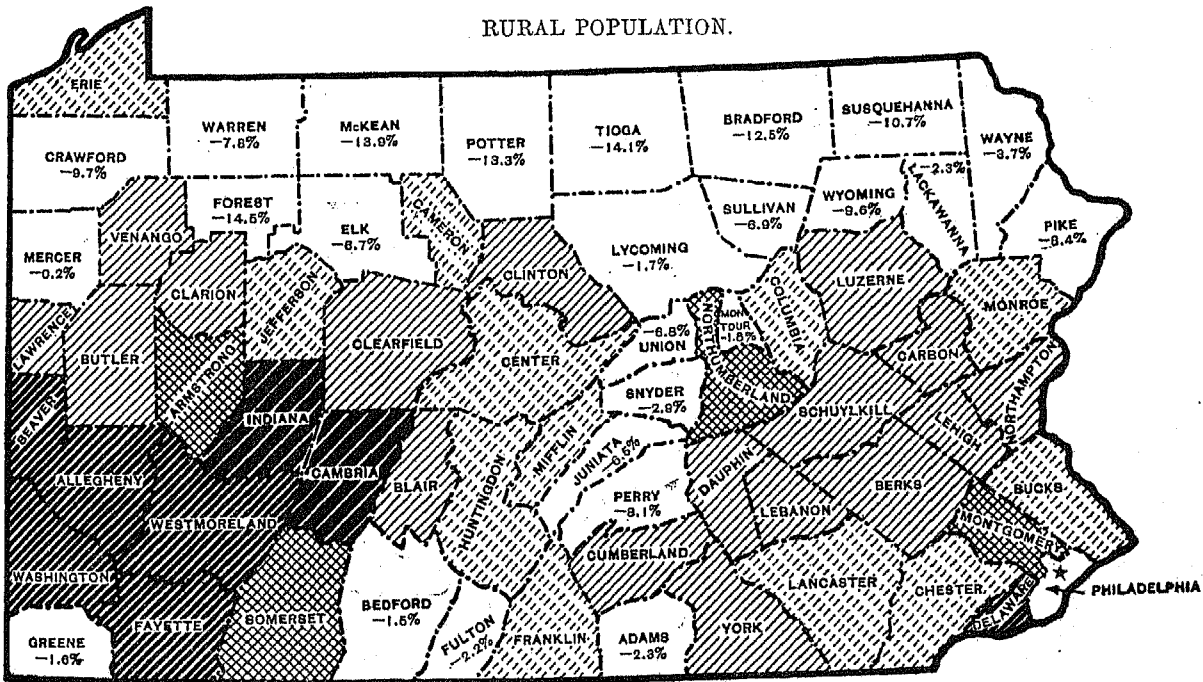 RURAL POPULATION.
ERIE
WARREN
−7.8%
McKEAN
−13.9%
POTTER
−13.3%
TIOGA
−14.1%
BRADFORD
−12.5%
SUSQUEHANNA
−10.7%
WAYNE
−3.7%
CRAWFORD
−9.7%
FOREST
−14.5%
ELK
−6.7%
CAMERON
SULLIVAN
−6.9%
WYOMING
−9.6%
−2.3%
LACKAWANNA
PIKE
−8.4%
MERCER
−0.2%
VENANGO
CLARION
JEFFERSON
CLINTON
LYCOMING
−1.7%
COLUMBIA
LUZERNE
MONROE
LAWRENCE
BUTLER
ARMSTRONG
CLEARFIELD
CENTER
−6.8%
UNION
NORTHUMBERLAND
MON
TOUR
−1.8%
CARBON
NORTHAMPTON
BEAVER
INDIANA
SNYDER
−2.9%
SCHUYLKILL
LEHIGH
ALLEGHENY
CAMBRIA
BLAIR
HUNTINGDON
MIFFLIN
JUNIATA
PERRY
−8.1%
DAUPHIN
LEBANON
BERKS
BUCKS
MONTGOMERY
WESTMORELAND
WASHINGTON
CUMBERLAND
LANCASTER
CHESTER
DELAWARE
PHILADELPHIA
GREENE
−1.6%
FAYETTE
SOMERSET
BEDFORD
−1.5%
FULTON
−2.2%
FRANKLIN
ADAMS
−2.3%
YORK